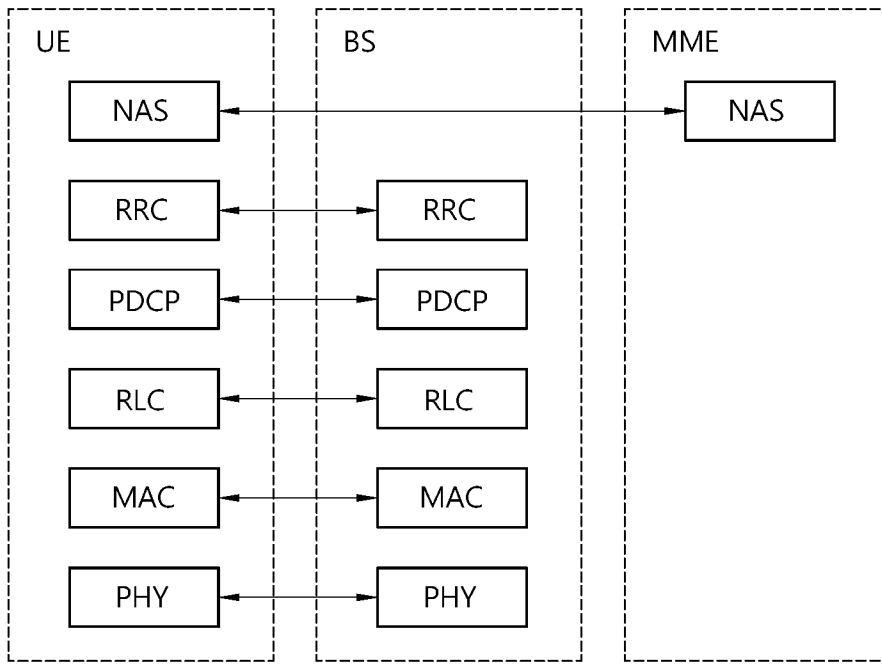 UE BS MME
NAS NAS
RRC RRC
PDCP PDCP
RLC RLC
MAC MAC
PHY PHY